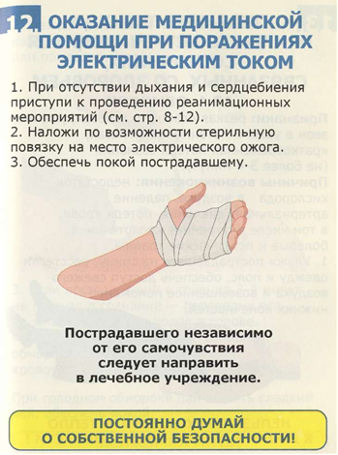 12. ОКАЗАНИЕ МЕДИЦИНСКОЙ
ПОМОЩИ ПРИ ПОРАЖЕНИЯХ
ЭЛЕКТРИЧЕСКИМ ТОКОМ
1. При отсутствии дыхания и сердцебиения
приступи к проведению реанимационных
мероприятий (см. стр. 8-12).
2. Наложи по возможности стерильную
повязку на место электрического ожога.
3. Обеспечь покой пострадавшему.
Пострадавшего независимо
от его самочувствия
следует направить
в лечебное учреждение.
ПОСТОЯННО ДУМАЙ
О СОБСТВЕННОЙ БЕЗОПАСНОСТИ!